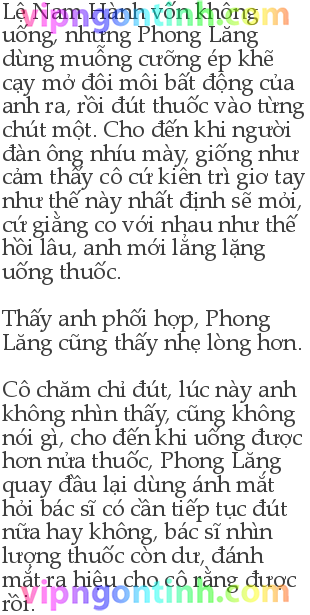 vipngontinh.com
Lệ Nam Hành vốn không
uống, nhưng Phong Lăng
dùng muỗng cưỡng ép khẽ
cạy mở đôi môi bất động của
anh ra, rồi đút thuốc vào từng
chút một. Cho đến khi người
đàn ông nhíu mày, giống như
cảm thấy cô cứ kiên trì giơ tay
như thế này nhất định sẽ mỏi,
cứ giằng co với nhau như thế
hồi lâu, anh mới lẳng lặng
uống thuốc.
Thấy anh phối hợp, Phong
Lăng cũng thấy nhẹ lòng hơn.
Cô chăm chỉ đút, lúc này anh
không nhìn thấy, cũng không
nói gì, cho đến khi uống được
hơn nửa thuốc, Phong Lăng
quay đầu lại dùng ánh mắt
hỏi bác sĩ có cần tiếp tục đút
nữa hay không, bác sĩ nhìn
lượng thuốc còn dư, đánh
mắt ra hiệu cho cô rằng được
rồi.
vipngontinh.com